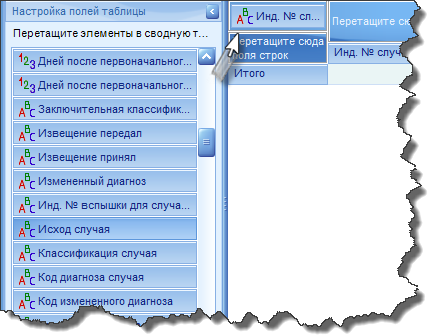 Настройка полей таблицы
Перетащите элементы в сводную т...
Дней после первоначальног...
Дней после первоначальног...
Заключительная классифик...
Извещение передал
Извещение принял
Измененный диагноз
Инд. № вспышки для случа...
Исход случая
Классификация случая
Код диагноза случая
Код измененного диагноза
Инд. № сл...
Перетащите сюда
поля строк
Итого
Перетащите
Инд. № случ